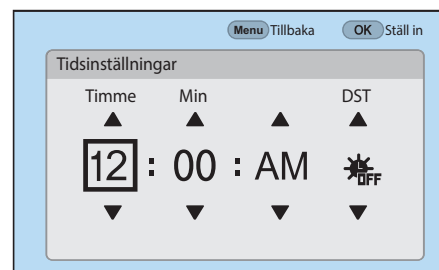 Menu Tillbaka OK Ställ in
Tidsinställningar
Timme Min DST
12 : 00 : AM OFF